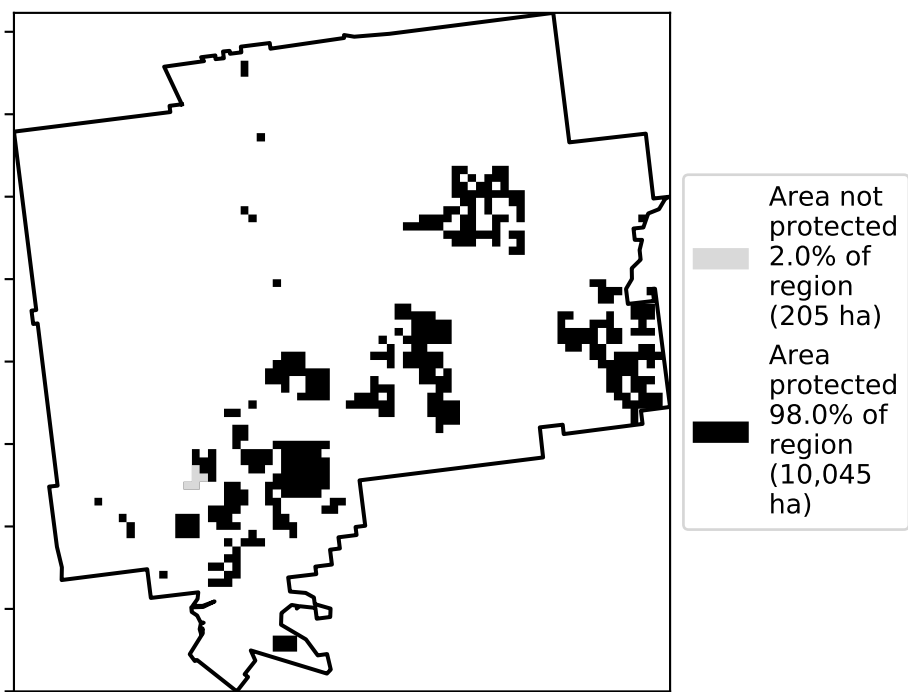 Area not
protected
2.0% of
region
(205 ha)
Area
protected
98.0% of
region
(10,045
ha)